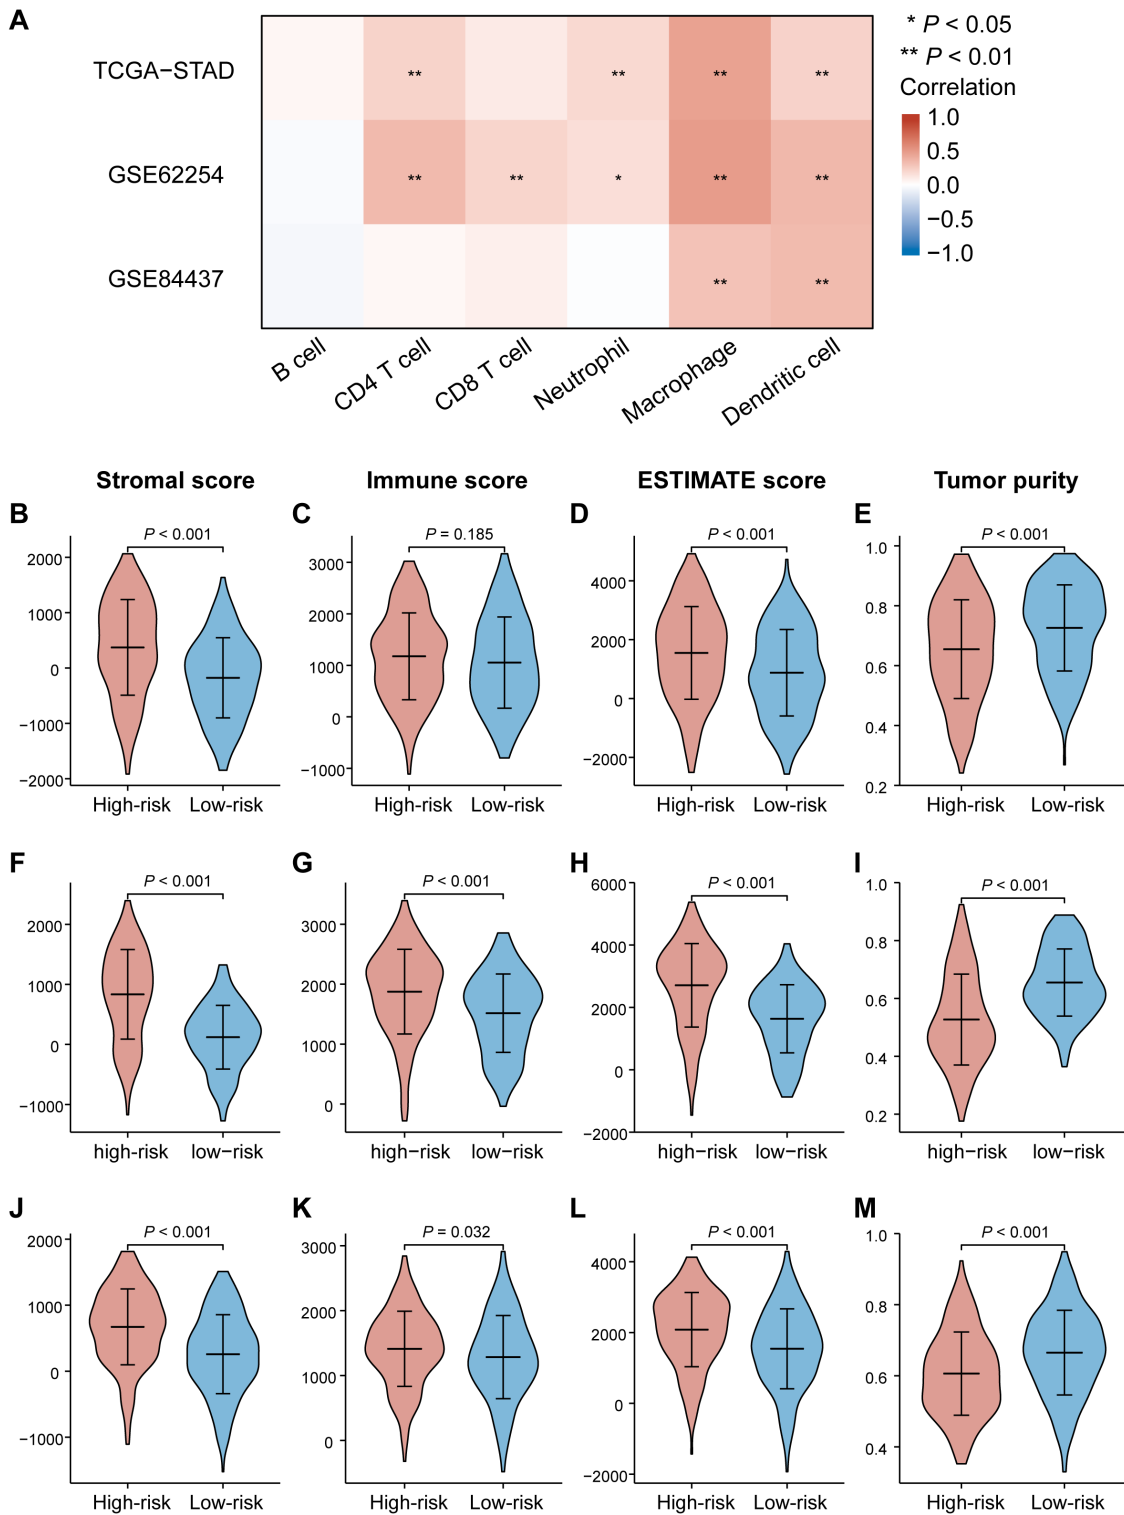 A
* P < 0.05
** P < 0.01
Correlation
1.0
0.5
0.0
−0.5
−1.0
TCGA−STAD
** ** ** **
GSE62254
** ** * ** **
GSE84437
** **
B cell
CD4 T cell
CD8 T cell
Neutrophil
Macrophage
Dendritic cell
Stromal score
Immune score
ESTIMATE score
Tumor purity
B
P < 0.001
2000
1000
0
−1000
−2000
High-risk Low-risk
C
P = 0.185
3000
2000
1000
0
−1000
High-risk Low-risk
D
P < 0.001
4000
2000
0
−2000
High-risk Low-risk
E
P < 0.001
1.0
0.8
0.6
0.4
0.2
High-risk Low-risk
F
P < 0.001
2000
1000
0
−1000
high-risk low−risk
G
P < 0.001
3000
2000
1000
0
high−risk low−risk
H
P < 0.001
6000
4000
2000
0
−2000
high-risk low−risk
I
P < 0.001
1.0
0.8
0.6
0.4
0.2
high−risk low−risk
J
P < 0.001
2000
1000
0
−1000
High-risk Low-risk
K
P = 0.032
3000
2000
1000
0
High-risk Low-risk
L
P < 0.001
4000
2000
0
−2000
High-risk Low-risk
M
P < 0.001
1.0
0.8
0.6
0.4
High-risk Low-risk